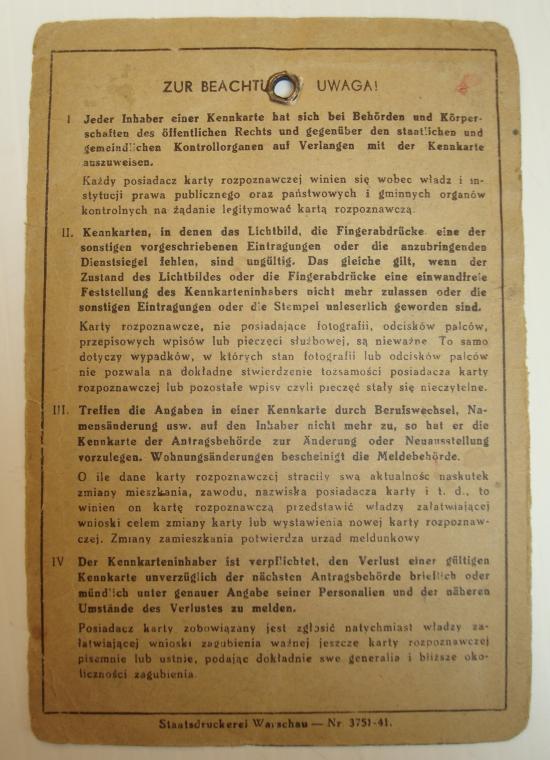 ZUR BEACHTU UWAGA!
I Jeder Inhaber einer Kennkarte hat sich bei Behörden und Körper-
schaften des öffentlichen Rechts und gegenüber den staatlichen und
gemeindlichen Kontrollorganen auf Verlangen mit der Kennkarte
auszuweisen.
Każdy posiadacz karty rozpoznawczej winien się wobec władz i in-
stytucji prawa publicznego oraz państwowych i gminnych organów
kontrolnych na żądanie legitymować kartą rozpoznawczą
II. Keankarten, in denen das Lichtbild, die Fingerabdrücke eine der
sonstigen vorgeschriebenen Eintragungen oder die anzubringenden
Dienstsiegel fehlen, sind ungültig. Das gleiche gilt, wenn der
Zustand des Lichtbildes oder die Fingerabdrücke eine einwandfreie
Feststellung des Kennkarteninhabers nicht mehr zulassen oder die
sonstigen Eintragungen oder die Stempel unleserlich geworden sind.
Karty rozpoznawcze, nie posiadające fotografii, odcisków palców,
przepisowych wpisów lub pieczęci służbowej, są nieważne To samo
dotyczy wypadków, w których stan fotografii lub odcisków palców
nie pozwala na dokładne stwierdzenie tożsamości posiadacza karty
rozpoznawczej lub pozostałe wpisy czyli pieczęć stały się nieczytelne.
III. Treffen die Angaben in einer Kennkarte durch Berufswechsel, Na-
mensänderung usw. auf den Inhaber nicht mehr zu, so hat er die
Kennkarte der Antragsbehörde zur Änderung oder Neuausstellung
vorzulegen. Wohnungsänderungen bescheinigt die Meldebehörde.
O ile dane karty rozpoznawczej straciły swą aktualność naskutek
zmiany mieszkania, zawodu, nazwiska posiadacza karty i t. d., to
winien on kartę rozpoznawczą przedstawić władzy załatwiającej
wnioski celem zmiany karty lub wystawienia nowej karty rozpoznaw-
czej. Zmiany zamieszkania potwierdza urząd meldunkowy
IV Der Kennkarteninhaber ist verpflichtet, den Verlust einer gültigen
Kennkarte unverzüglich der nächsten Antragsbehörde brieflich oder
mündlich unter genauer Angabe seiner Personalien und der näheren
Umstände des Verlustes zu melden.
Posiadacz karty zobowiązany jest zgłosić natychmiast władzy za-
łatwiającej wnioski zagubienia ważnej jeszcze karty rozpoznawczej
pisemnie lub ustnie, podając dokładnie swe generalia i bliższe oko-
liczności zagubienia
Staatsdruckerei Warschau — Nr. 3751-41.